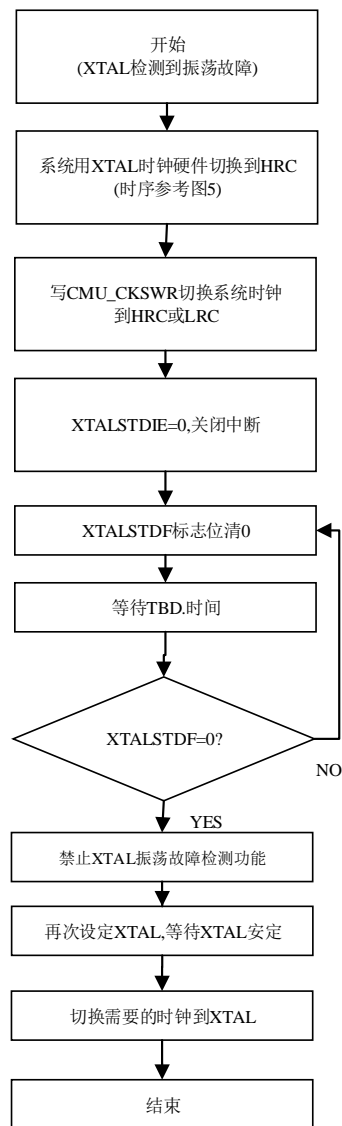 开始
(XTAL检测到振荡故障)
系统用XTAL时钟硬件切换到HRC
(时序参考图5)
写CMU_CKSWR切换系统时钟
到HRC或LRC
XTALSTDIE=0,关闭中断
XTALSTDF标志位清0
等待TBD.时间
XTALSTDF=0?
NO
YES
禁止XTAL振荡故障检测功能
再次设定XTAL,等待XTAL安定
切换需要的时钟到XTAL
结束